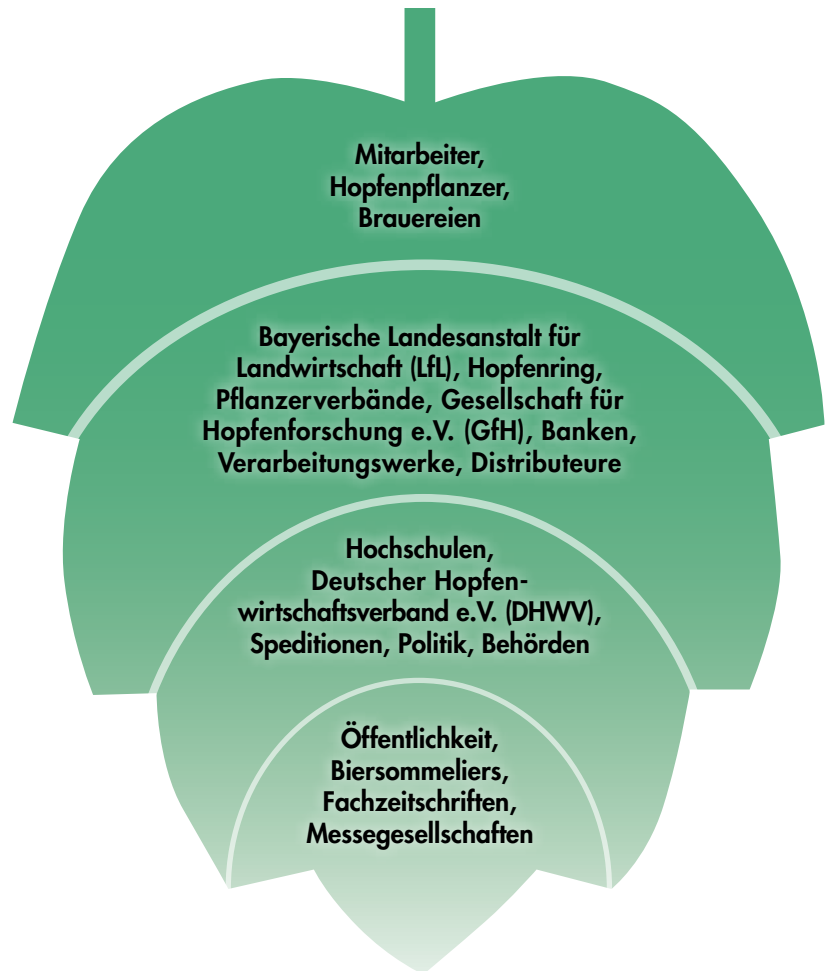 Mitarbeiter,
Hopfenpflanzer,
Brauereien
Bayerische Landesanstalt für
Landwirtschaft (LfL), Hopfenring,
Pflanzerverbände, Gesellschaft für
Hopfenforschung e.V. (GfH), Banken,
Verarbeitungswerke, Distributeure
Hochschulen,
Deutscher Hopfen-
wirtschaftsverband e.V. (DHWV),
Speditionen, Politik, Behörden
Öffentlichkeit,
Biersommeliers,
Fachzeitschriften,
Messegesellschaften